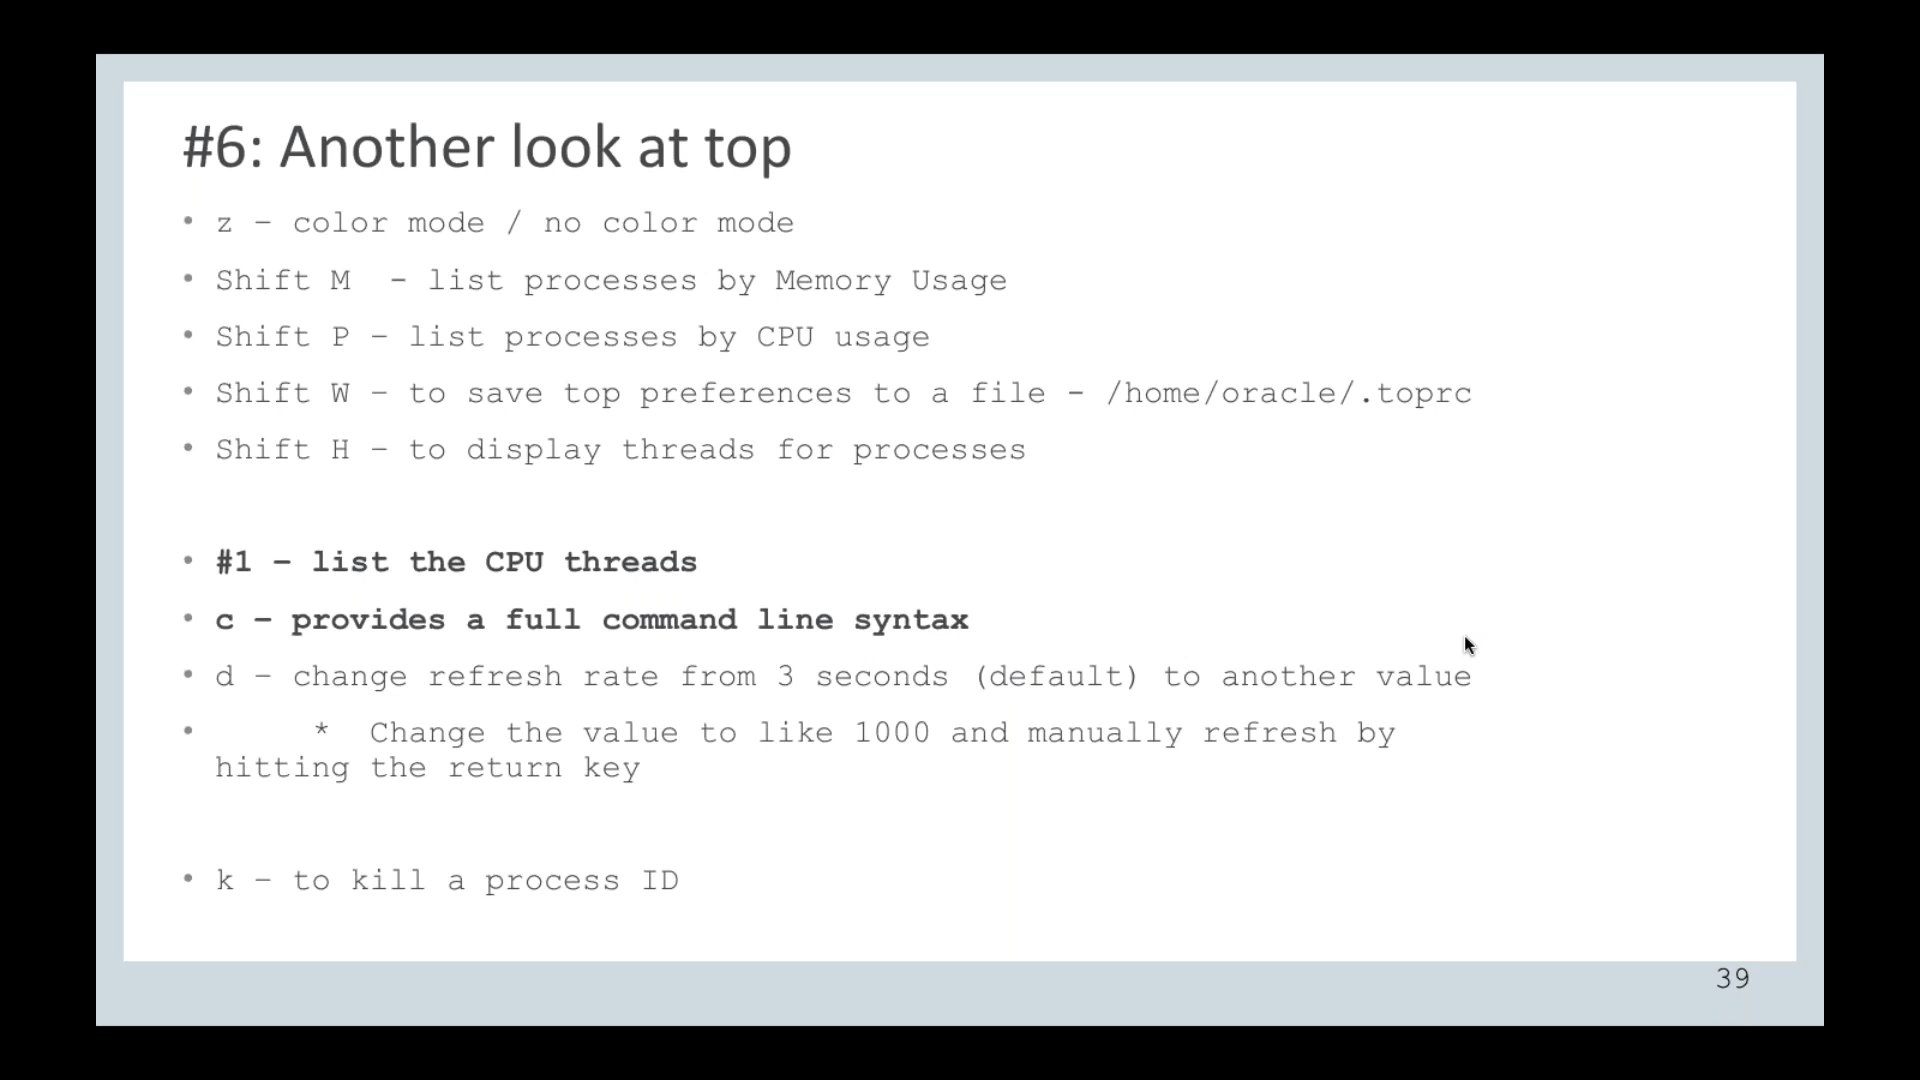 #6: Another look at top
• z – color mode / no color mode
• Shift M  - list processes by Memory Usage
• Shift P – list processes by CPU usage
• Shift W – to save top preferences to a file - /home/oracle/.toprc
• Shift H – to display threads for processes
• #1 – list the CPU threads
• c – provides a full command line syntax
• d – change refresh rate from 3 seconds (default) to another value
•      *  Change the value to like 1000 and manually refresh by
hitting the return key
• k – to kill a process ID
39